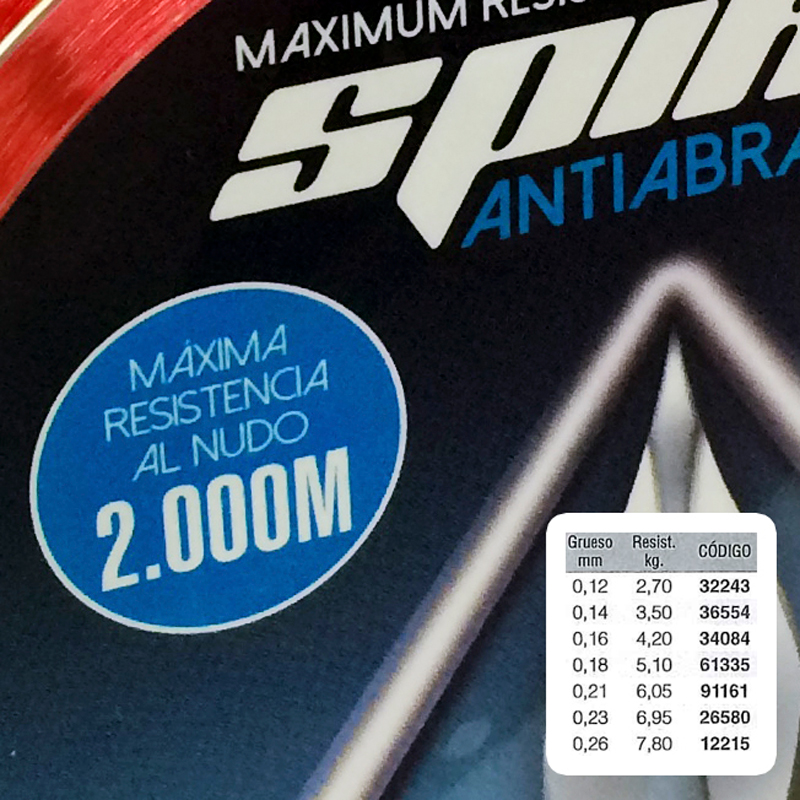 MAXIMUM
ANTIABRA
MÁXIMA
RESISTENCIA
AL NUDO
2.000M
Grueso mm Resist. kg. CÓDIGO
0,12 2,70 32243
0,14 3,50 36554
0,16 4,20 34084
0,18 5,10 61335
0,21 6,05 91161
0,23 6,95 26580
0,26 7,80 12215